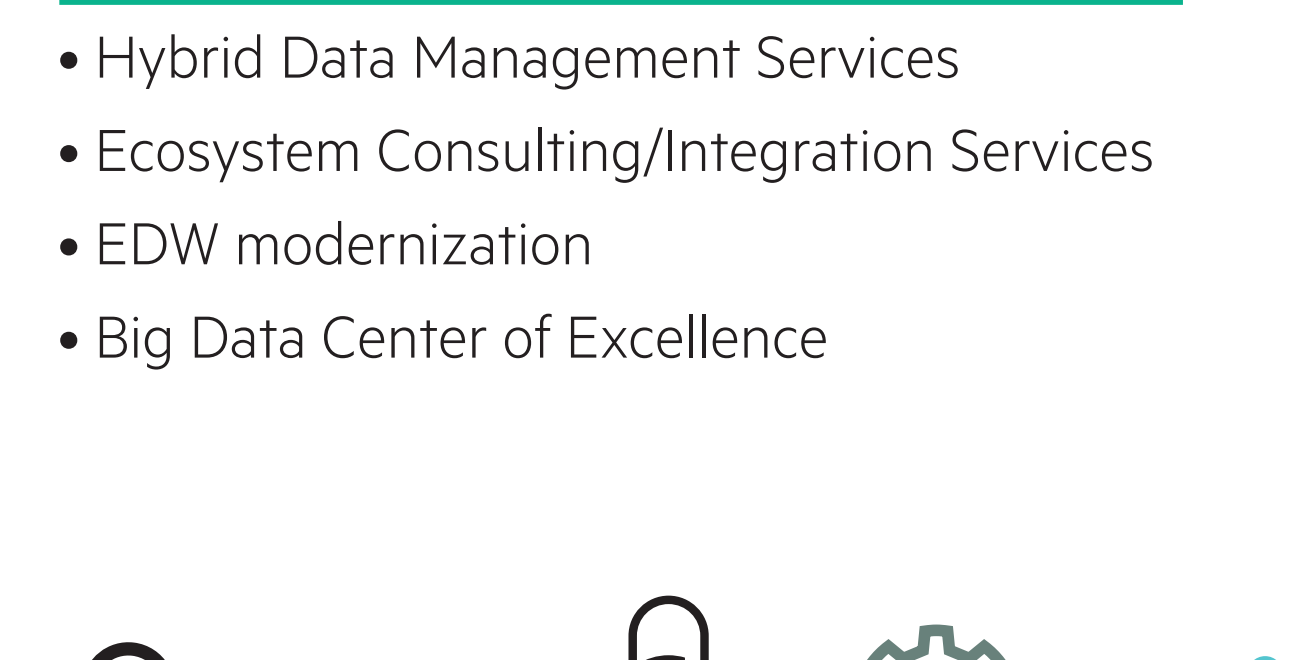 • Hybrid Data Management Services
• Ecosystem Consulting/Integration Services
• EDW modernization
• Big Data Center of Excellence